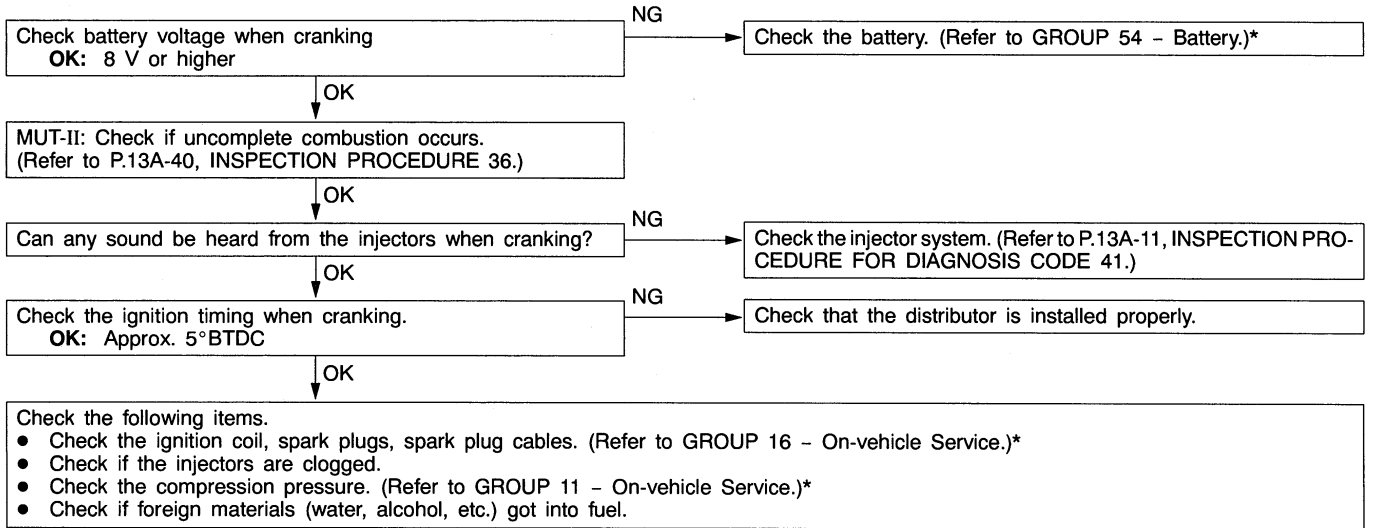 NG
Check battery voltage when cranking
OK: 8 V or higher
Check the battery. (Refer to GROUP 54 – Battery.)*
OK
MUT-II: Check if uncomplete combustion occurs.
(Refer to P.13A-40, INSPECTION PROCEDURE 36.)
OK
NG
Can any sound be heard from the injectors when cranking?
Check the injector system. (Refer to P.13A-11, INSPECTION PRO-
CEDURE FOR DIAGNOSIS CODE 41.)
OK
NG
Check the ignition timing when cranking.
OK: Approx. 5°BTDC
Check that the distributor is installed properly.
OK
Check the following items.
● Check the ignition coil, spark plugs, spark plug cables. (Refer to GROUP 16 – On-vehicle Service.)*
● Check if the injectors are clogged.
● Check the compression pressure. (Refer to GROUP 11 – On-vehicle Service.)*
● Check if foreign materials (water, alcohol, etc.) got into fuel.